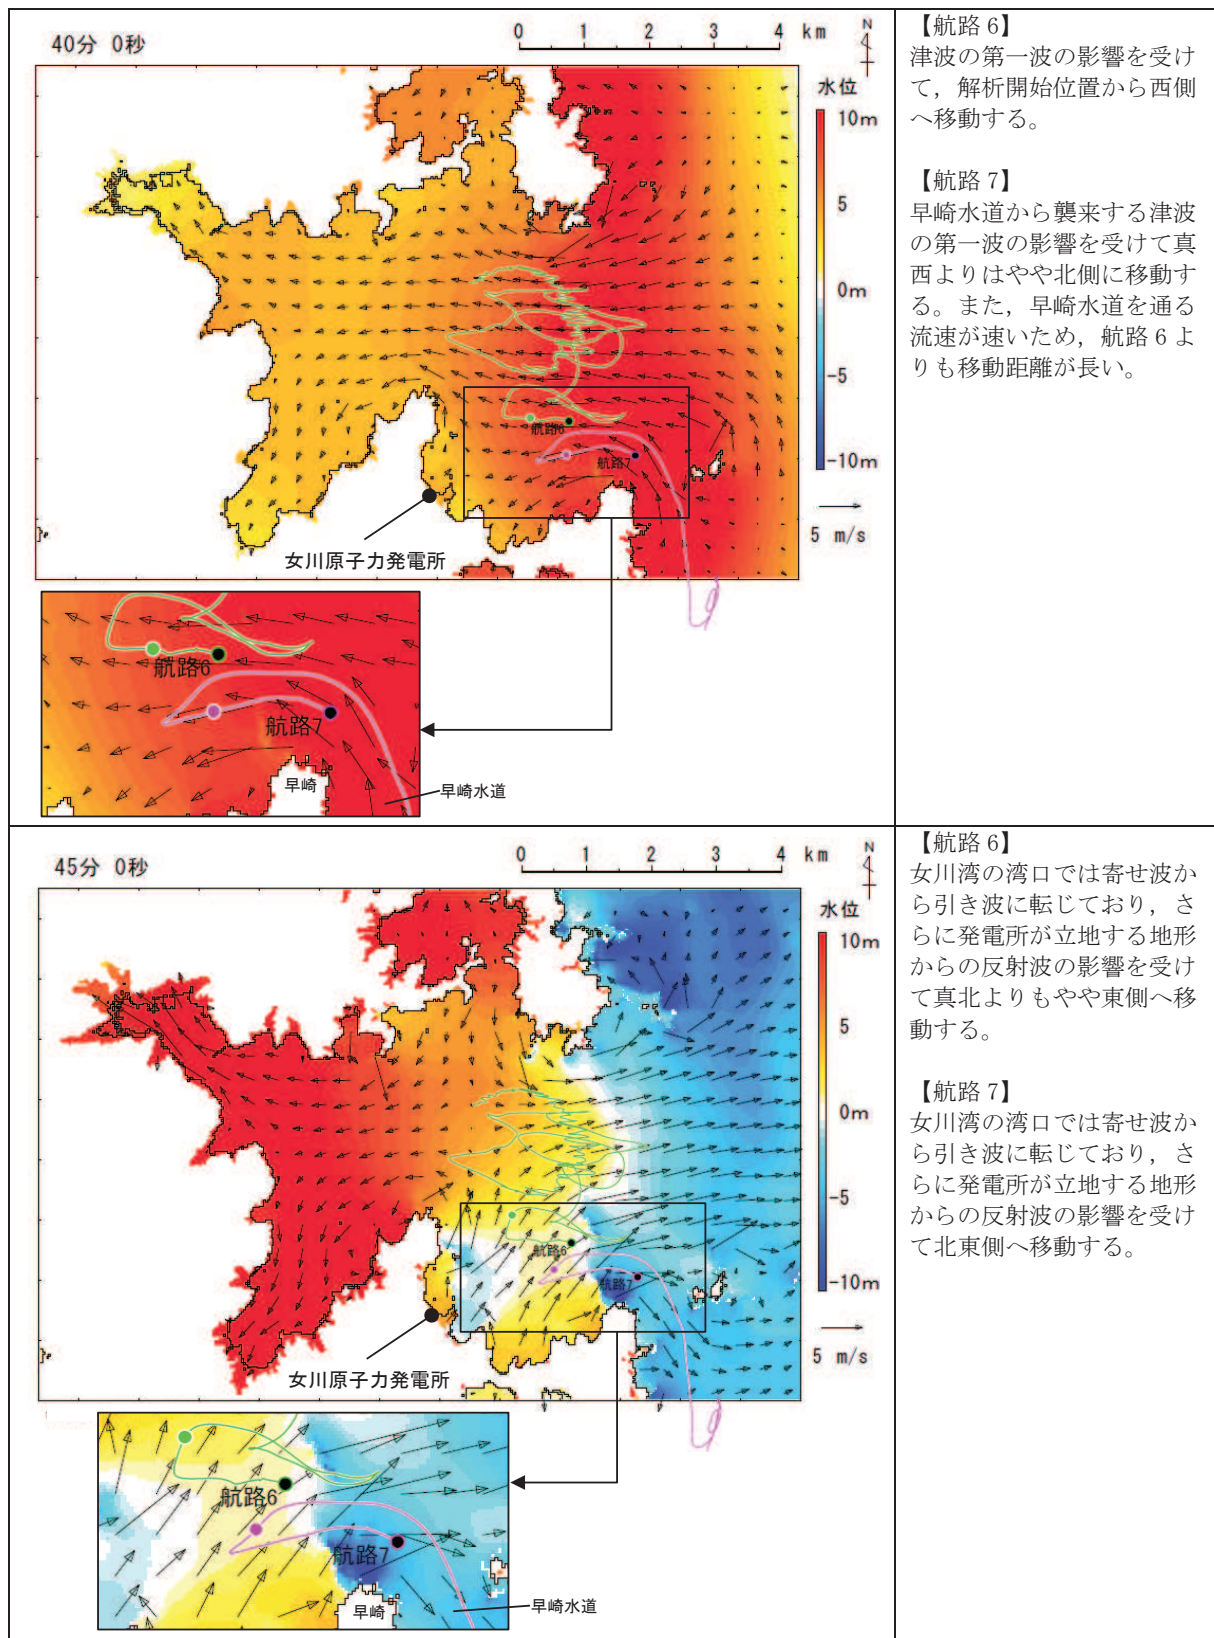 40分 0秒
0 1 2 3 4 km
N
水位
10m
5
0m
-5
-10m
5 m/s
航路6
航路7
女川原子力発電所
航路6
航路7
早崎
早崎水道
【航路 6】
津波の第一波の影響を受け
て，解析開始位置から西側
へ移動する。
【航路 7】
早崎水道から襲来する津波
の第一波の影響を受けて真
西よりはやや北側に移動す
る。また，早崎水道を通る
流速が速いため，航路 6 よ
りも移動距離が長い。
45分 0秒
0 1 2 3 4 km
N
水位
10m
5
0m
-5
-10m
5 m/s
航路6
航路7
女川原子力発電所
航路6
航路7
早崎
早崎水道
【航路 6】
女川湾の湾口では寄せ波か
ら引き波に転じており，さ
らに発電所が立地する地形
からの反射波の影響を受け
て真北よりもやや東側へ移
動する。
【航路 7】
女川湾の湾口では寄せ波か
ら引き波に転じており，さ
らに発電所が立地する地形
からの反射波の影響を受け
て北東側へ移動する。